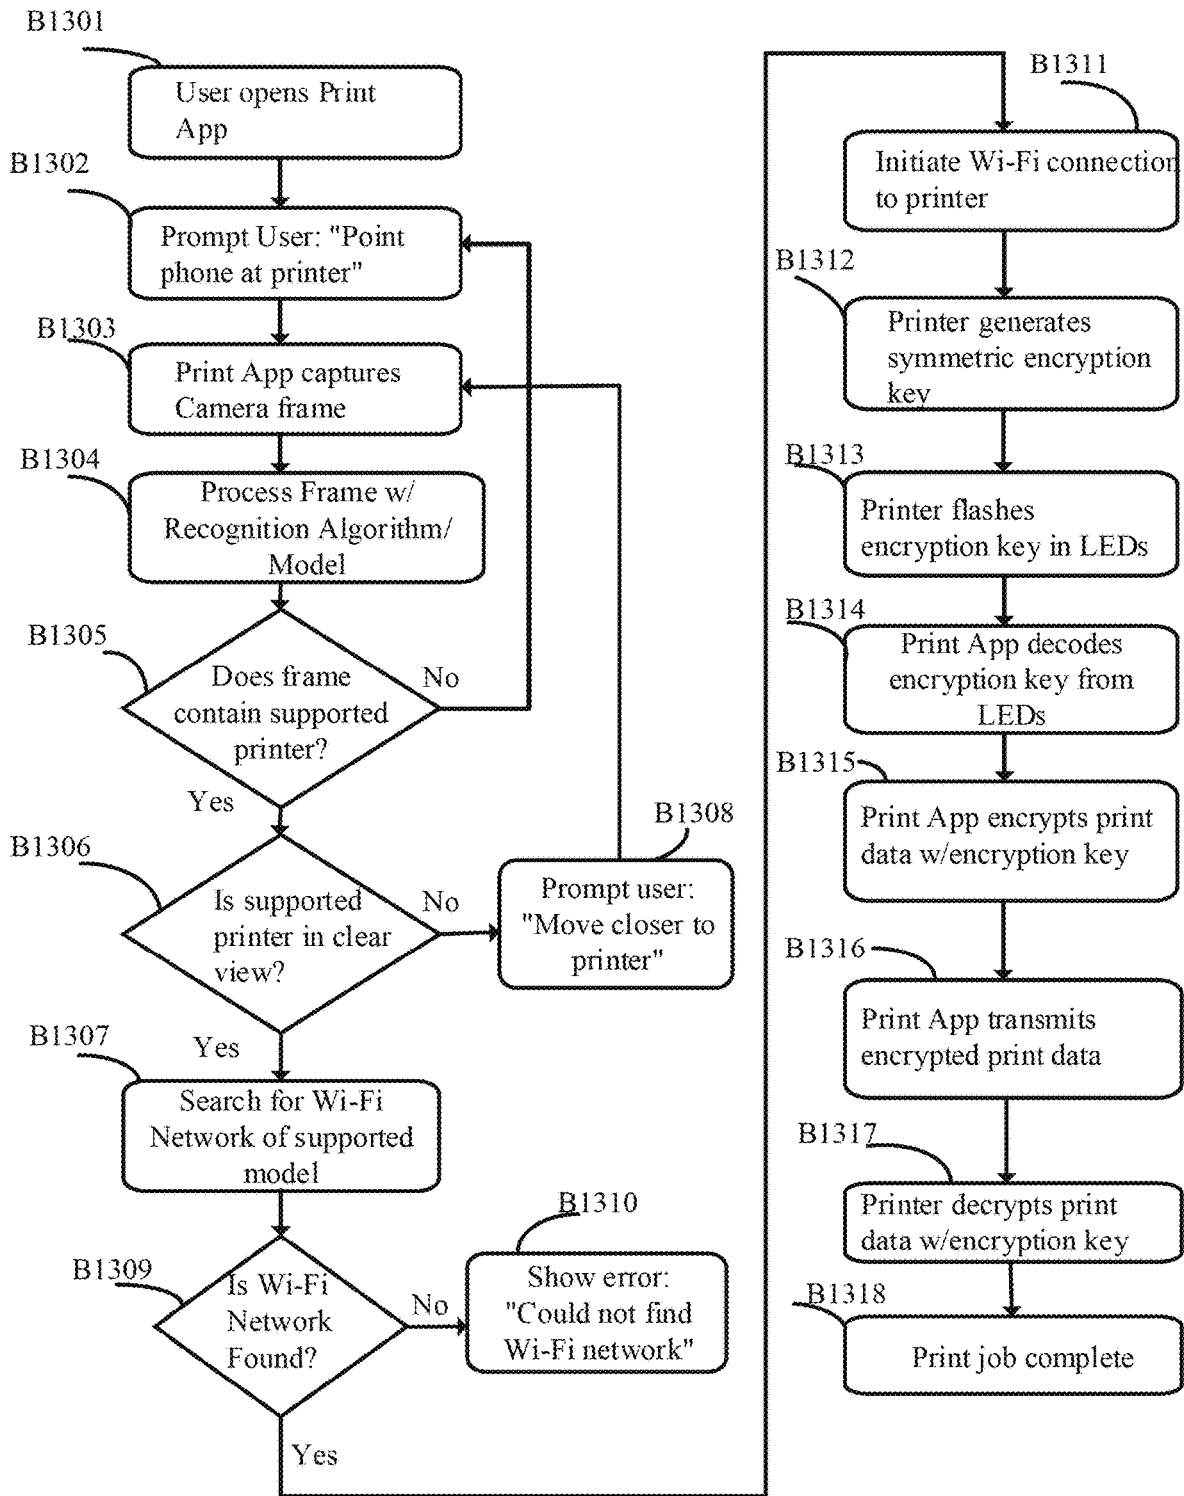 B1301
User opens Print
App
B1302
Prompt User: "Point
phone at printer"
B1303
Print App captures
Camera frame
B1304
Process Frame w/
Recognition Algorithm/
Model
B1305
Does frame
contain supported
printer?
No
Yes
B1306
Is supported
printer in clear
view?
No
Yes
B1308
Prompt user:
"Move closer to
printer"
B1307
Search for Wi-Fi
Network of supported
model
B1309
Is Wi-Fi
Network
Found?
No
Yes
B1310
Show error:
"Could not find
Wi-Fi network"
B1311
Initiate Wi-Fi connection
to printer
B1312
Printer generates
symmetric encryption
key
B1313
Printer flashes
encryption key in LEDs
B1314
Print App decodes
encryption key from
LEDs
B1315
Print App encrypts print
data w/encryption key
B1316
Print App transmits
encrypted print data
B1317
Printer decrypts print
data w/encryption key
B1318
Print job complete